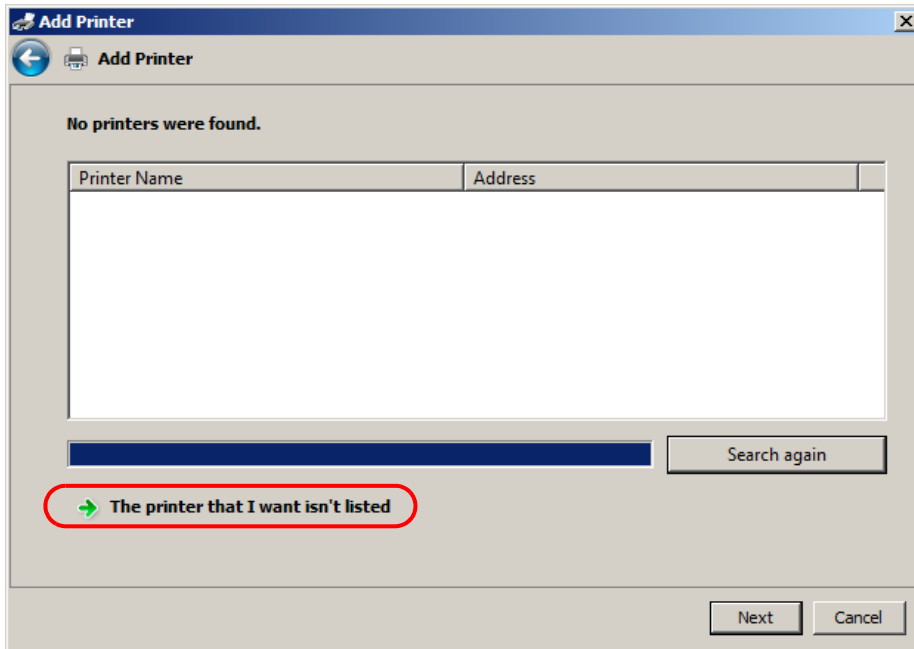 Add Printer
Add Printer
No printers were found.
Printer Name Address
Search again
The printer that I want isn't listed
Next Cancel